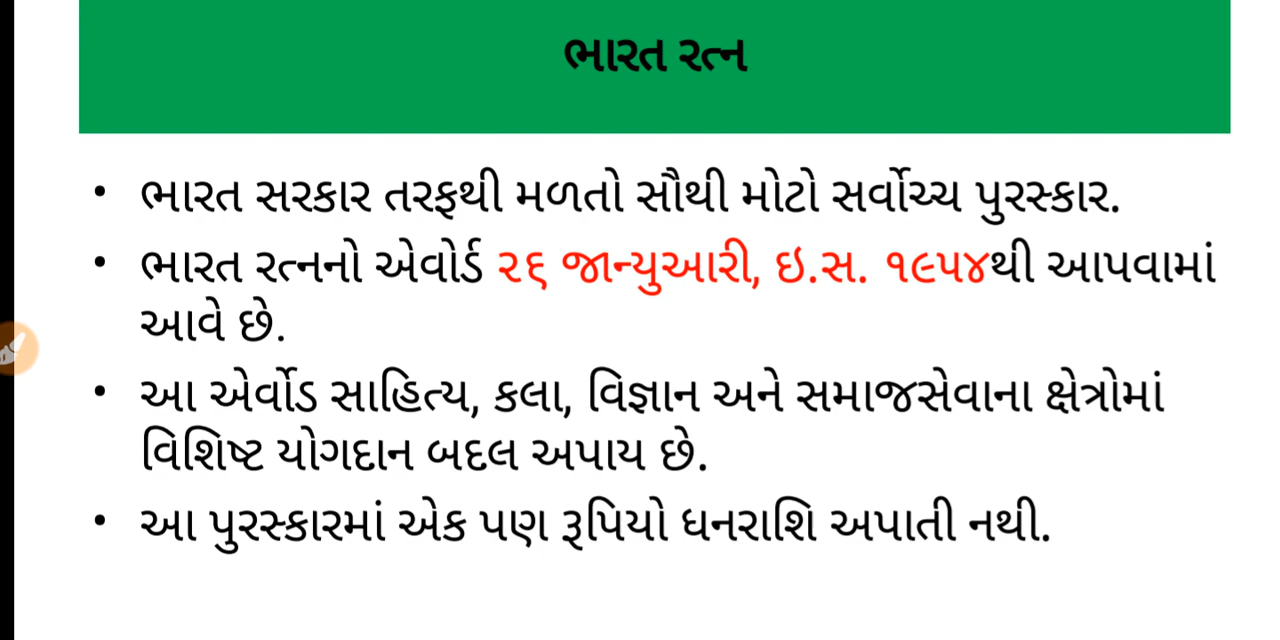 ભારત રત્ન
• ભારત સરકાર તરફથી મળતો સૌથી મોટો સર્વોચ્ચ પુરસ્કાર.
• ભારત રત્નનો એવોર્ડ ૨૬ જાન્યુઆરી, ઇ.સ. ૧૯૫૪થી આપવામાં
આવે છે.
• આ એર્વોડ સાહિત્ય, કલા, વિજ્ઞાન અને સમાજસેવાના ક્ષેત્રોમાં
વિશિષ્ટ યોગદાન બદલ અપાય છે.
• આ પુરસ્કારમાં એક પણ રૂપિયો ધનરાશિ અપાતી નથી.